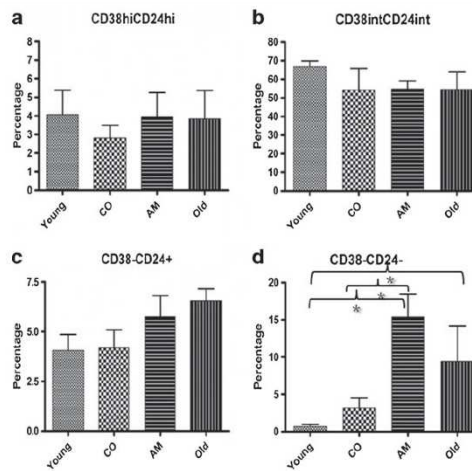 a
CD38hiCD24hi
Percentage
8
7
6
5
4
3
2
1
0
Young
CO
AM
Old
b
CD38intCD24int
Percentage
80
70
60
50
40
30
20
10
0
Young
CO
AM
Old
c
CD38-CD24+
Percentage
7.5
5.0
2.5
0.0
Young
CO
AM
Old
d
CD38-CD24-
Percentage
20
15
10
5
0
*
*
*
Young
CO
AM
Old